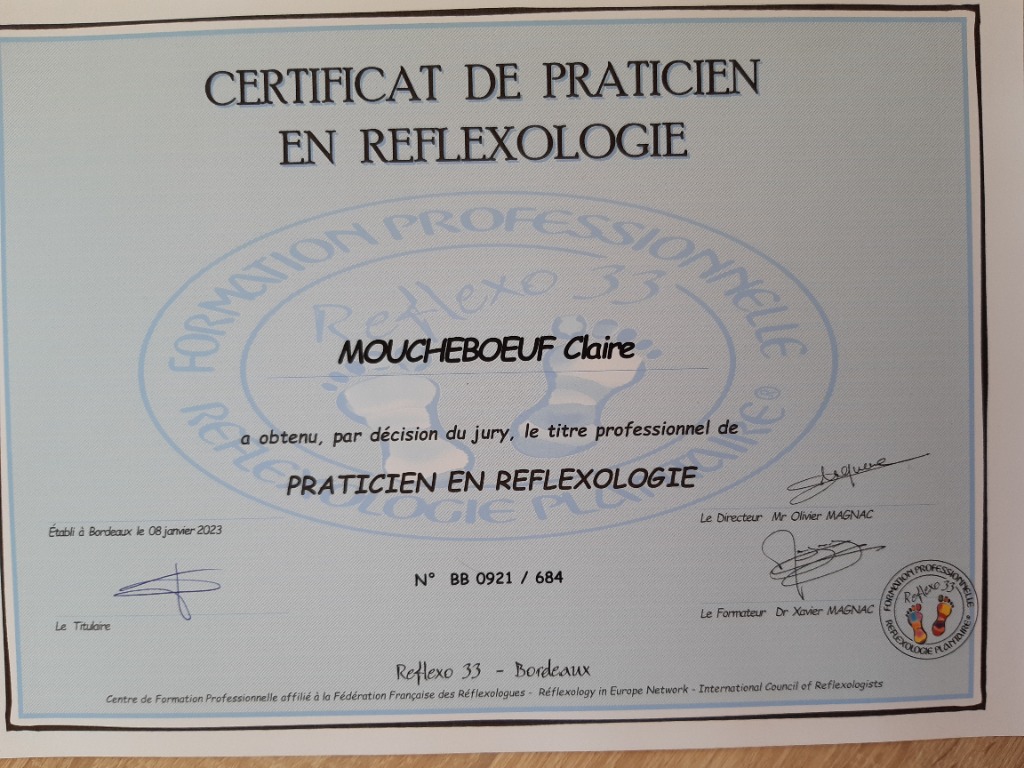 CERTIFICAT DE PRATICIEN
EN REFLEXOLOGIE
FORMATION PROFESSIONNELLE
Reflexo 33
MOUCHEBOEUF Claire
a obtenu, par décision du jury, le titre professionnel de
PRATICIEN EN REFLEXOLOGIE
REFLEXOLOGIE PLANTAIRE ®
Établi à Bordeaux le 08 janvier 2023
Le Directeur Mr Olivier MAGNAC
N° BB 0921 / 684
Le Titulaire
Le Formateur Dr Xavier MAGNAC
FORMATION PROFESSIONNELLE
Reflexo 33
REFLEXOLOGIE PLANTAIRE ®
Reflexo 33 - Bordeaux
Centre de Formation Professionnelle affilié à la Fédération Française des Réflexologues - Réflexology in Europe Network - International Council of Reflexologists